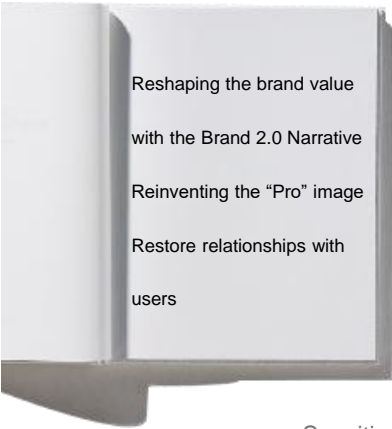 Reshaping the brand value
with the Brand 2.0 Narrative
Reinventing the “Pro” image
Restore relationships with
users